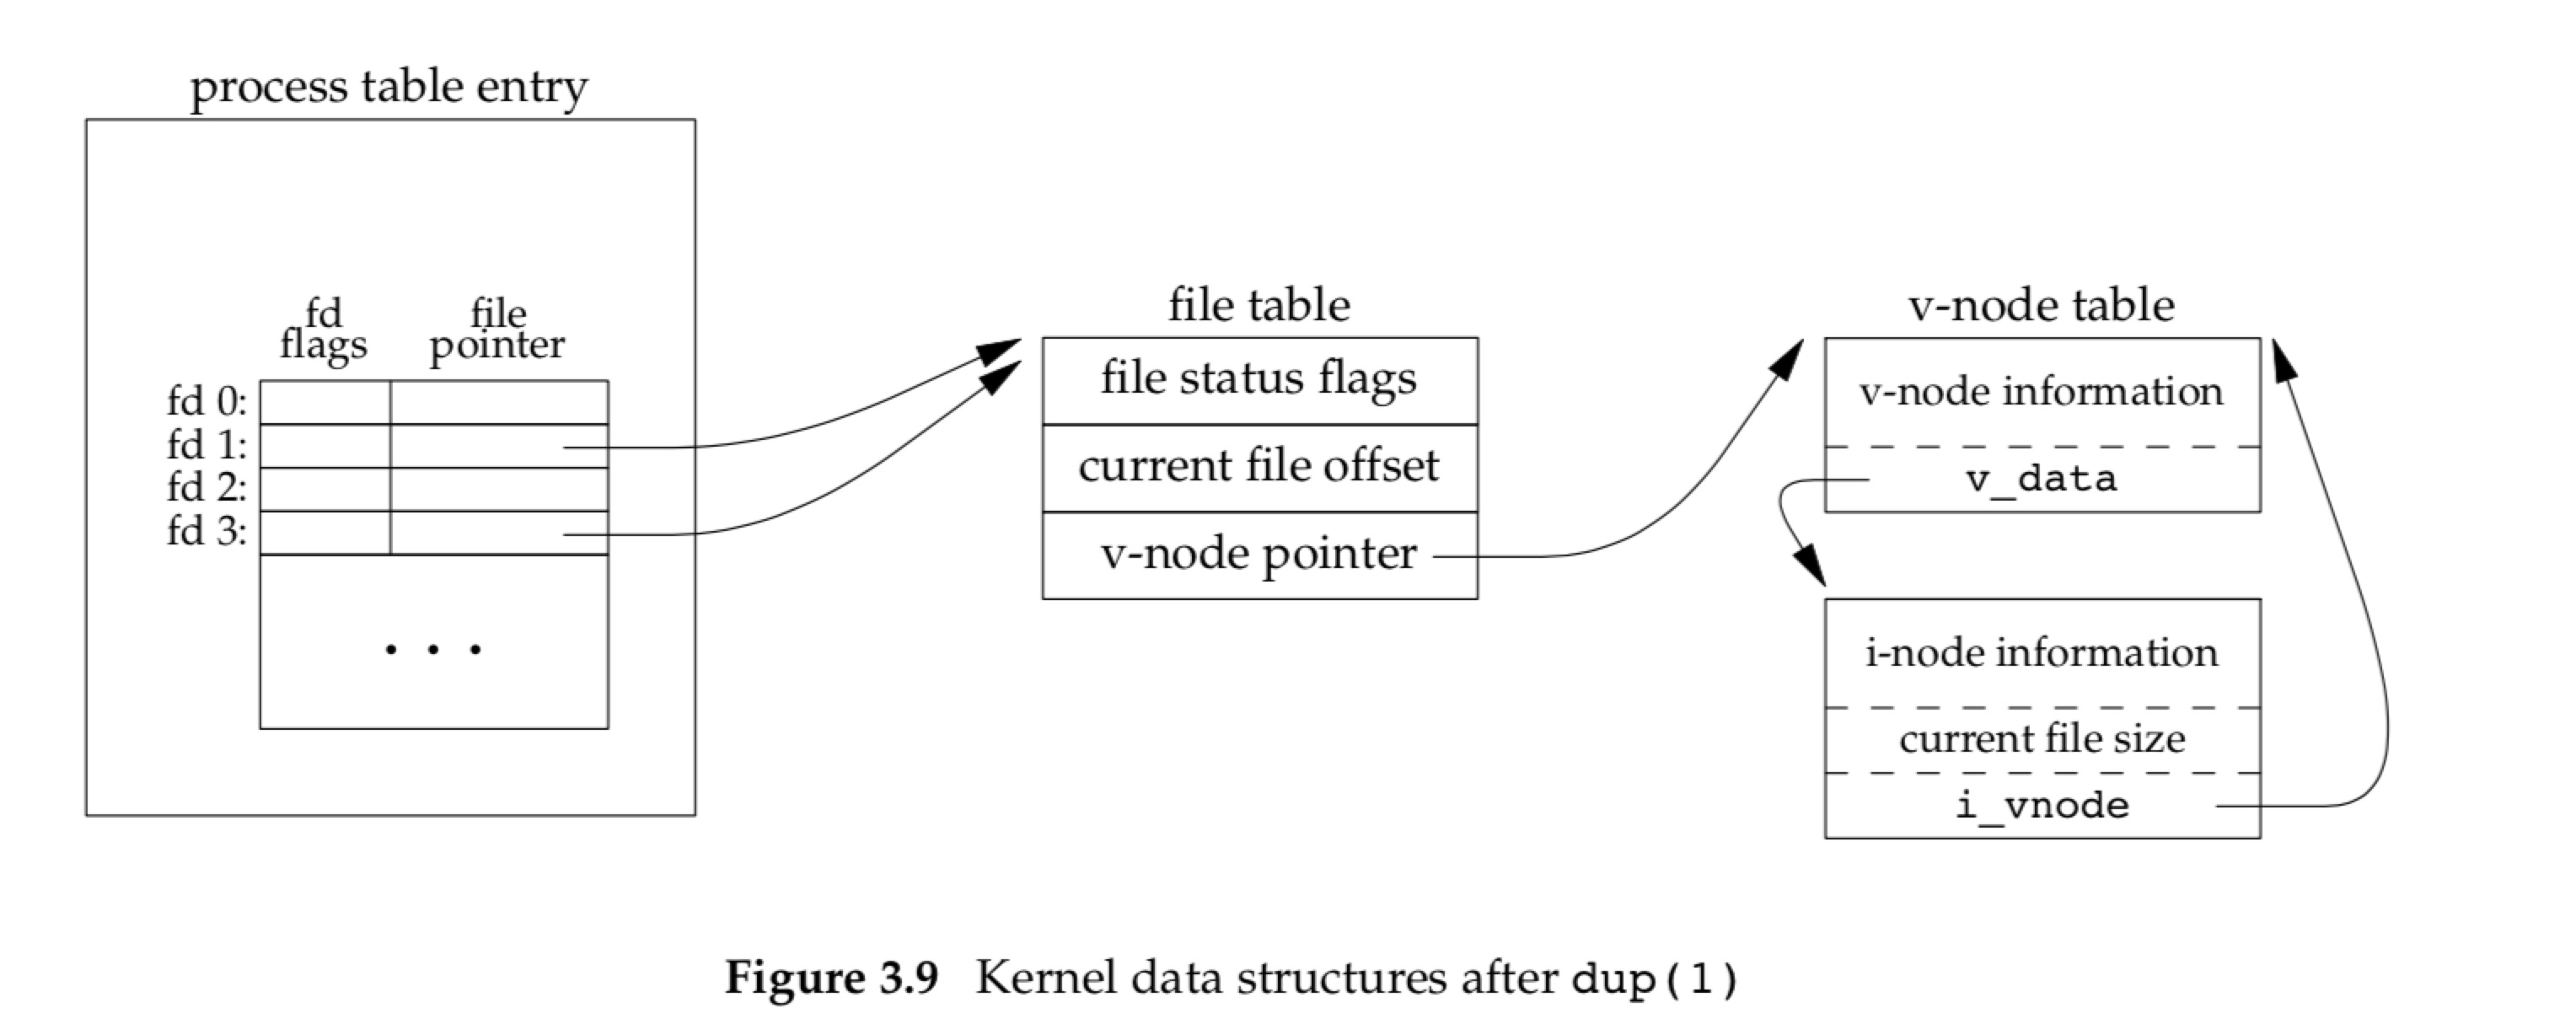 process table entry
fd
flags
file
pointer
fd 0:
fd 1:
fd 2:
fd 3:
. . .
file table
file status flags
current file offset
v-node pointer
v-node table
v-node information
v_data
i-node information
current file size
i_vnode
Figure 3.9 Kernel data structures after dup(1)